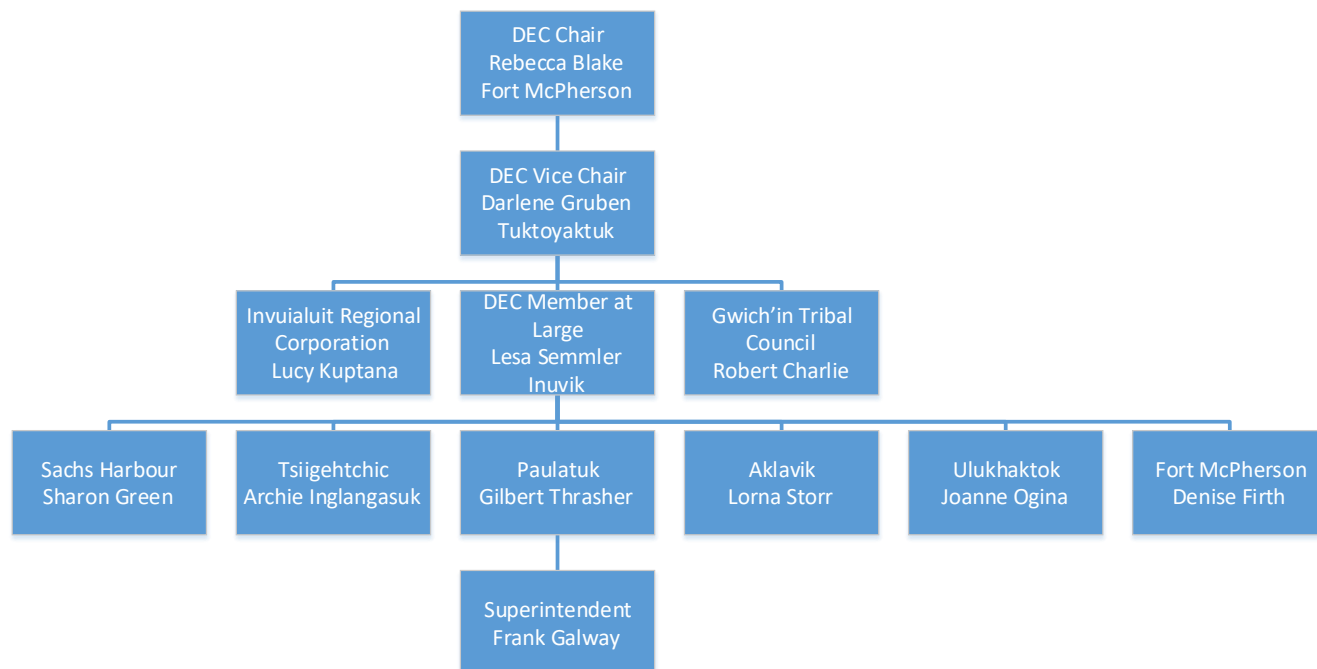 DEC Chair
Rebecca Blake
Fort McPherson
DEC Vice Chair
Darlene Gruben
Tuktoyaktuk
Invuialuit Regional
Corporation
Lucy Kuptana
DEC Member at
Large
Lesa Semmler
Inuvik
Gwich’in Tribal
Council
Robert Charlie
Sachs Harbour
Sharon Green
Tsiigehtchic
Archie Inglangasuk
Paulatuk
Gilbert Thrasher
Aklavik
Lorna Storr
Ulukhaktok
Joanne Ogina
Fort McPherson
Denise Firth
Superintendent
Frank Galway